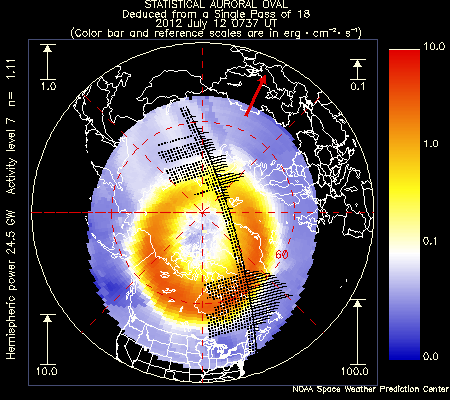 STATISTICAL AURORAL OVAL
Deduced from a Single Pass of 18
2012 July 12 0737 UT
(Color bar and reference scales are in erg · cm⁻² · s⁻¹)
Hemispheric power 24.5 GW Activity level 7 n= 1.11
1.0
0.1
10.0
100.0
60
10.0
1.0
0.1
0.0
NOAA Space Weather Prediction Center